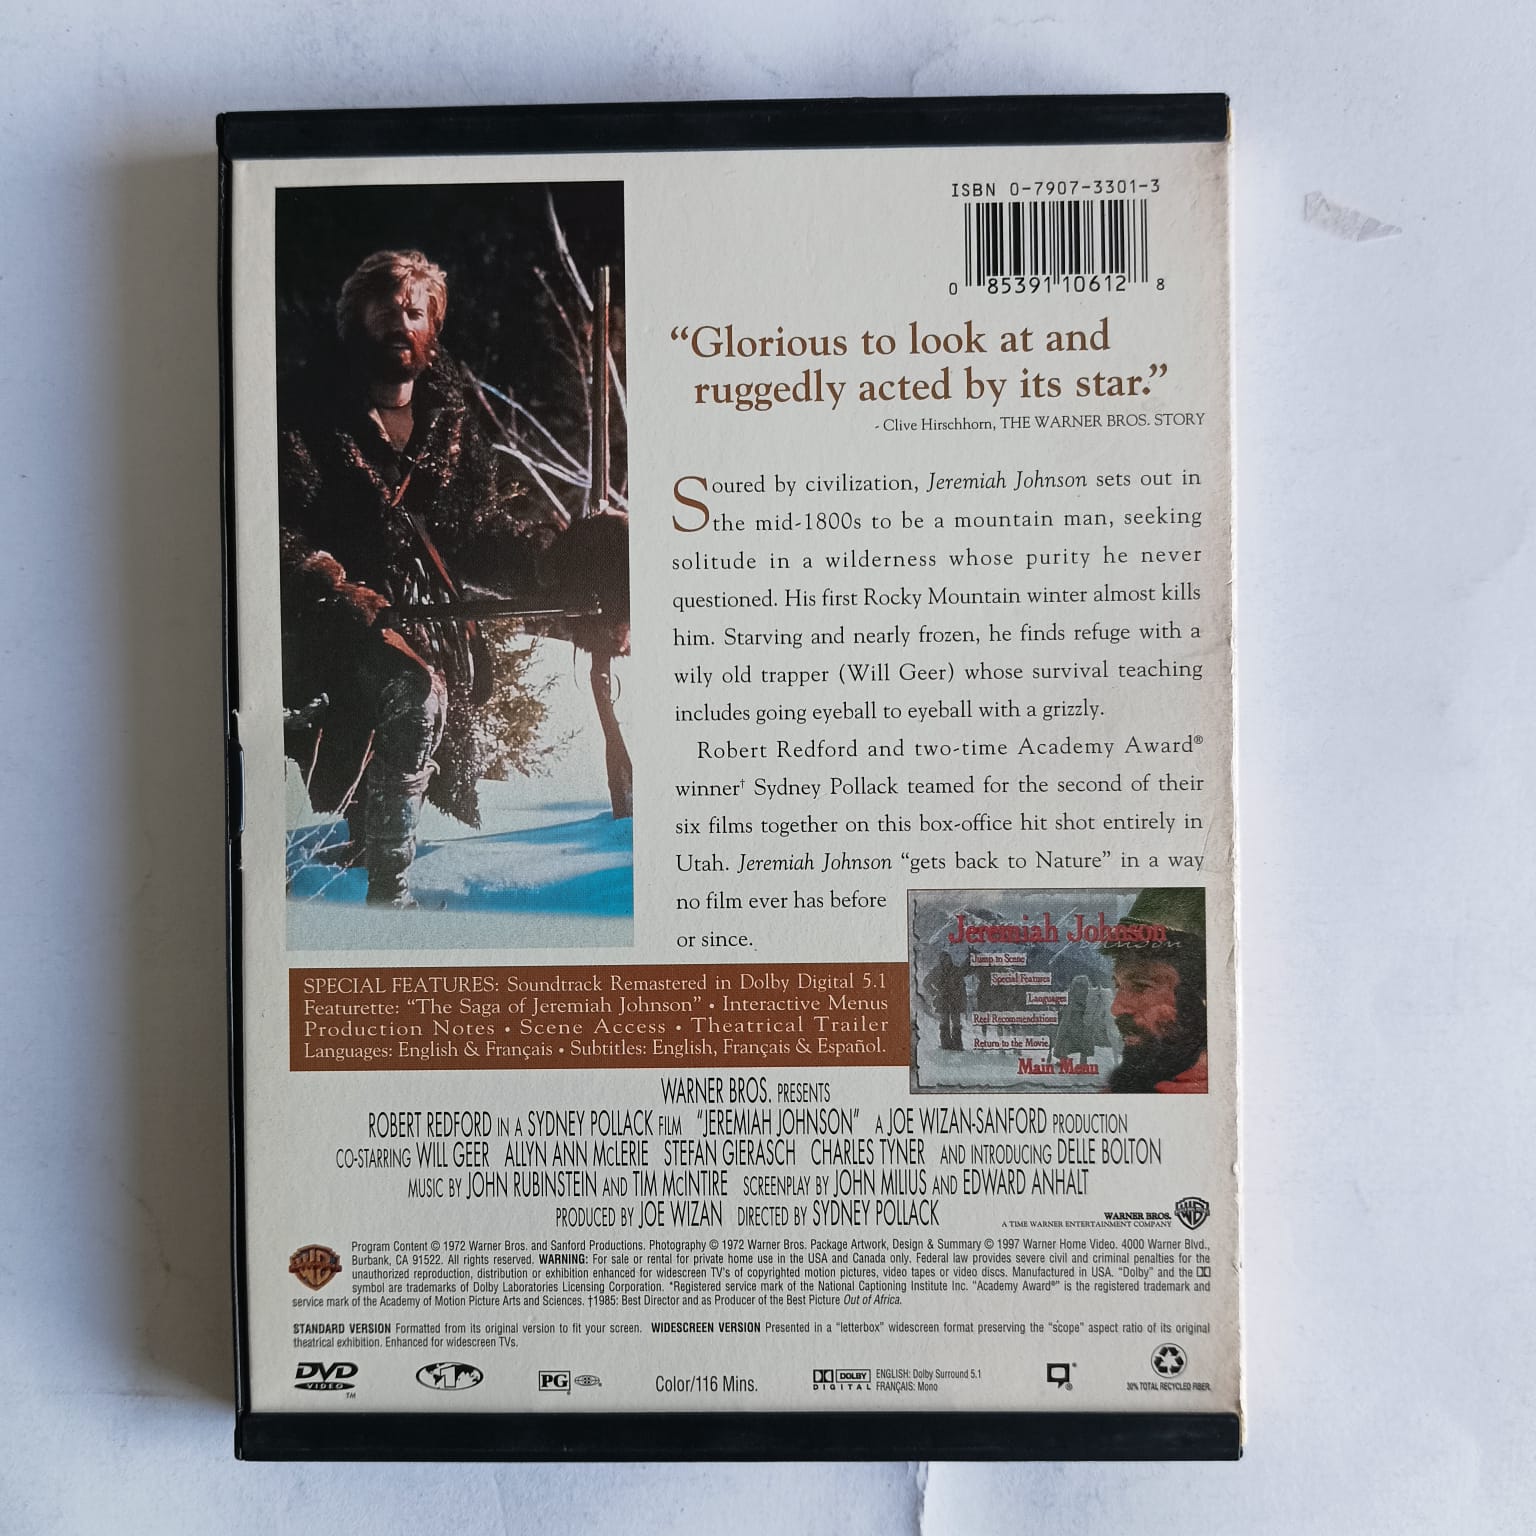 ISBN 0-7907-3301-3
0 85391 10612 8
“Glorious to look at and
ruggedly acted by its star.”
- Clive Hirschhorn, THE WARNER BROS. STORY
Soured by civilization, Jeremiah Johnson sets out in
the mid-1800s to be a mountain man, seeking
solitude in a wilderness whose purity he never
questioned. His first Rocky Mountain winter almost kills
him. Starving and nearly frozen, he finds refuge with a
wily old trapper (Will Geer) whose survival teaching
includes going eyeball to eyeball with a grizzly.
Robert Redford and two-time Academy Award®
winner† Sydney Pollack teamed for the second of their
six films together on this box-office hit shot entirely in
Utah. Jeremiah Johnson “gets back to Nature” in a way
no film ever has before
or since.
Jeremiah Johnson
Jump to Scene
Special Features
Languages
Reel Recommendations
Return to the Movie
Main Menu
SPECIAL FEATURES: Soundtrack Remastered in Dolby Digital 5.1
Featurette: “The Saga of Jeremiah Johnson” • Interactive Menus
Production Notes • Scene Access • Theatrical Trailer
Languages: English & Français • Subtitles: English, Français & Español.
WARNER BROS. PRESENTS
ROBERT REDFORD IN A SYDNEY POLLACK FILM “JEREMIAH JOHNSON” A JOE WIZAN-SANFORD PRODUCTION
CO-STARRING WILL GEER ALLYN ANN McLERIE STEFAN GIERASCH CHARLES TYNER AND INTRODUCING DELLE BOLTON
MUSIC BY JOHN RUBINSTEIN AND TIM McINTIRE SCREENPLAY BY JOHN MILIUS AND EDWARD ANHALT
PRODUCED BY JOE WIZAN DIRECTED BY SYDNEY POLLACK
WARNER BROS.
A TIME WARNER ENTERTAINMENT COMPANY
Program Content © 1972 Warner Bros. and Sanford Productions. Photography © 1972 Warner Bros. Package Artwork, Design & Summary © 1997 Warner Home Video. 4000 Warner Blvd.,
Burbank, CA 91522. All rights reserved. WARNING: For sale or rental for private home use in the USA and Canada only. Federal law provides severe civil and criminal penalties for the
unauthorized reproduction, distribution or exhibition enhanced for widescreen TV's of copyrighted motion pictures, video tapes or video discs. Manufactured in USA. “Dolby” and the
symbol are trademarks of Dolby Laboratories Licensing Corporation. *Registered service mark of the National Captioning Institute Inc. “Academy Award®” is the registered trademark and
service mark of the Academy of Motion Picture Arts and Sciences. †1985: Best Director and as Producer of the Best Picture Out of Africa.
STANDARD VERSION Formatted from its original version to fit your screen. WIDESCREEN VERSION Presented in a “letterbox” widescreen format preserving the “scope” aspect ratio of its original
theatrical exhibition. Enhanced for widescreen TVs.
DVD VIDEO TM
1
PG
Color/116 Mins.
DOLBY DIGITAL
ENGLISH: Dolby Surround 5.1
FRANÇAIS: Mono
30% TOTAL RECYCLED FIBER